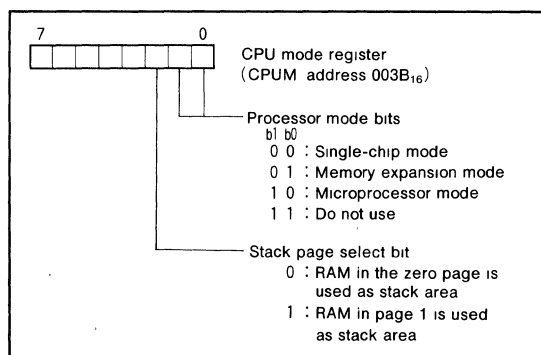 7 0
CPU mode register
(CPUM address 003B₁₆)
Processor mode bits
b1 b0
0 0 : Single-chip mode
0 1 : Memory expansion mode
1 0 : Microprocessor mode
1 1 : Do not use
Stack page select bit
0 : RAM in the zero page is
used as stack area
1 : RAM in page 1 is used
as stack area